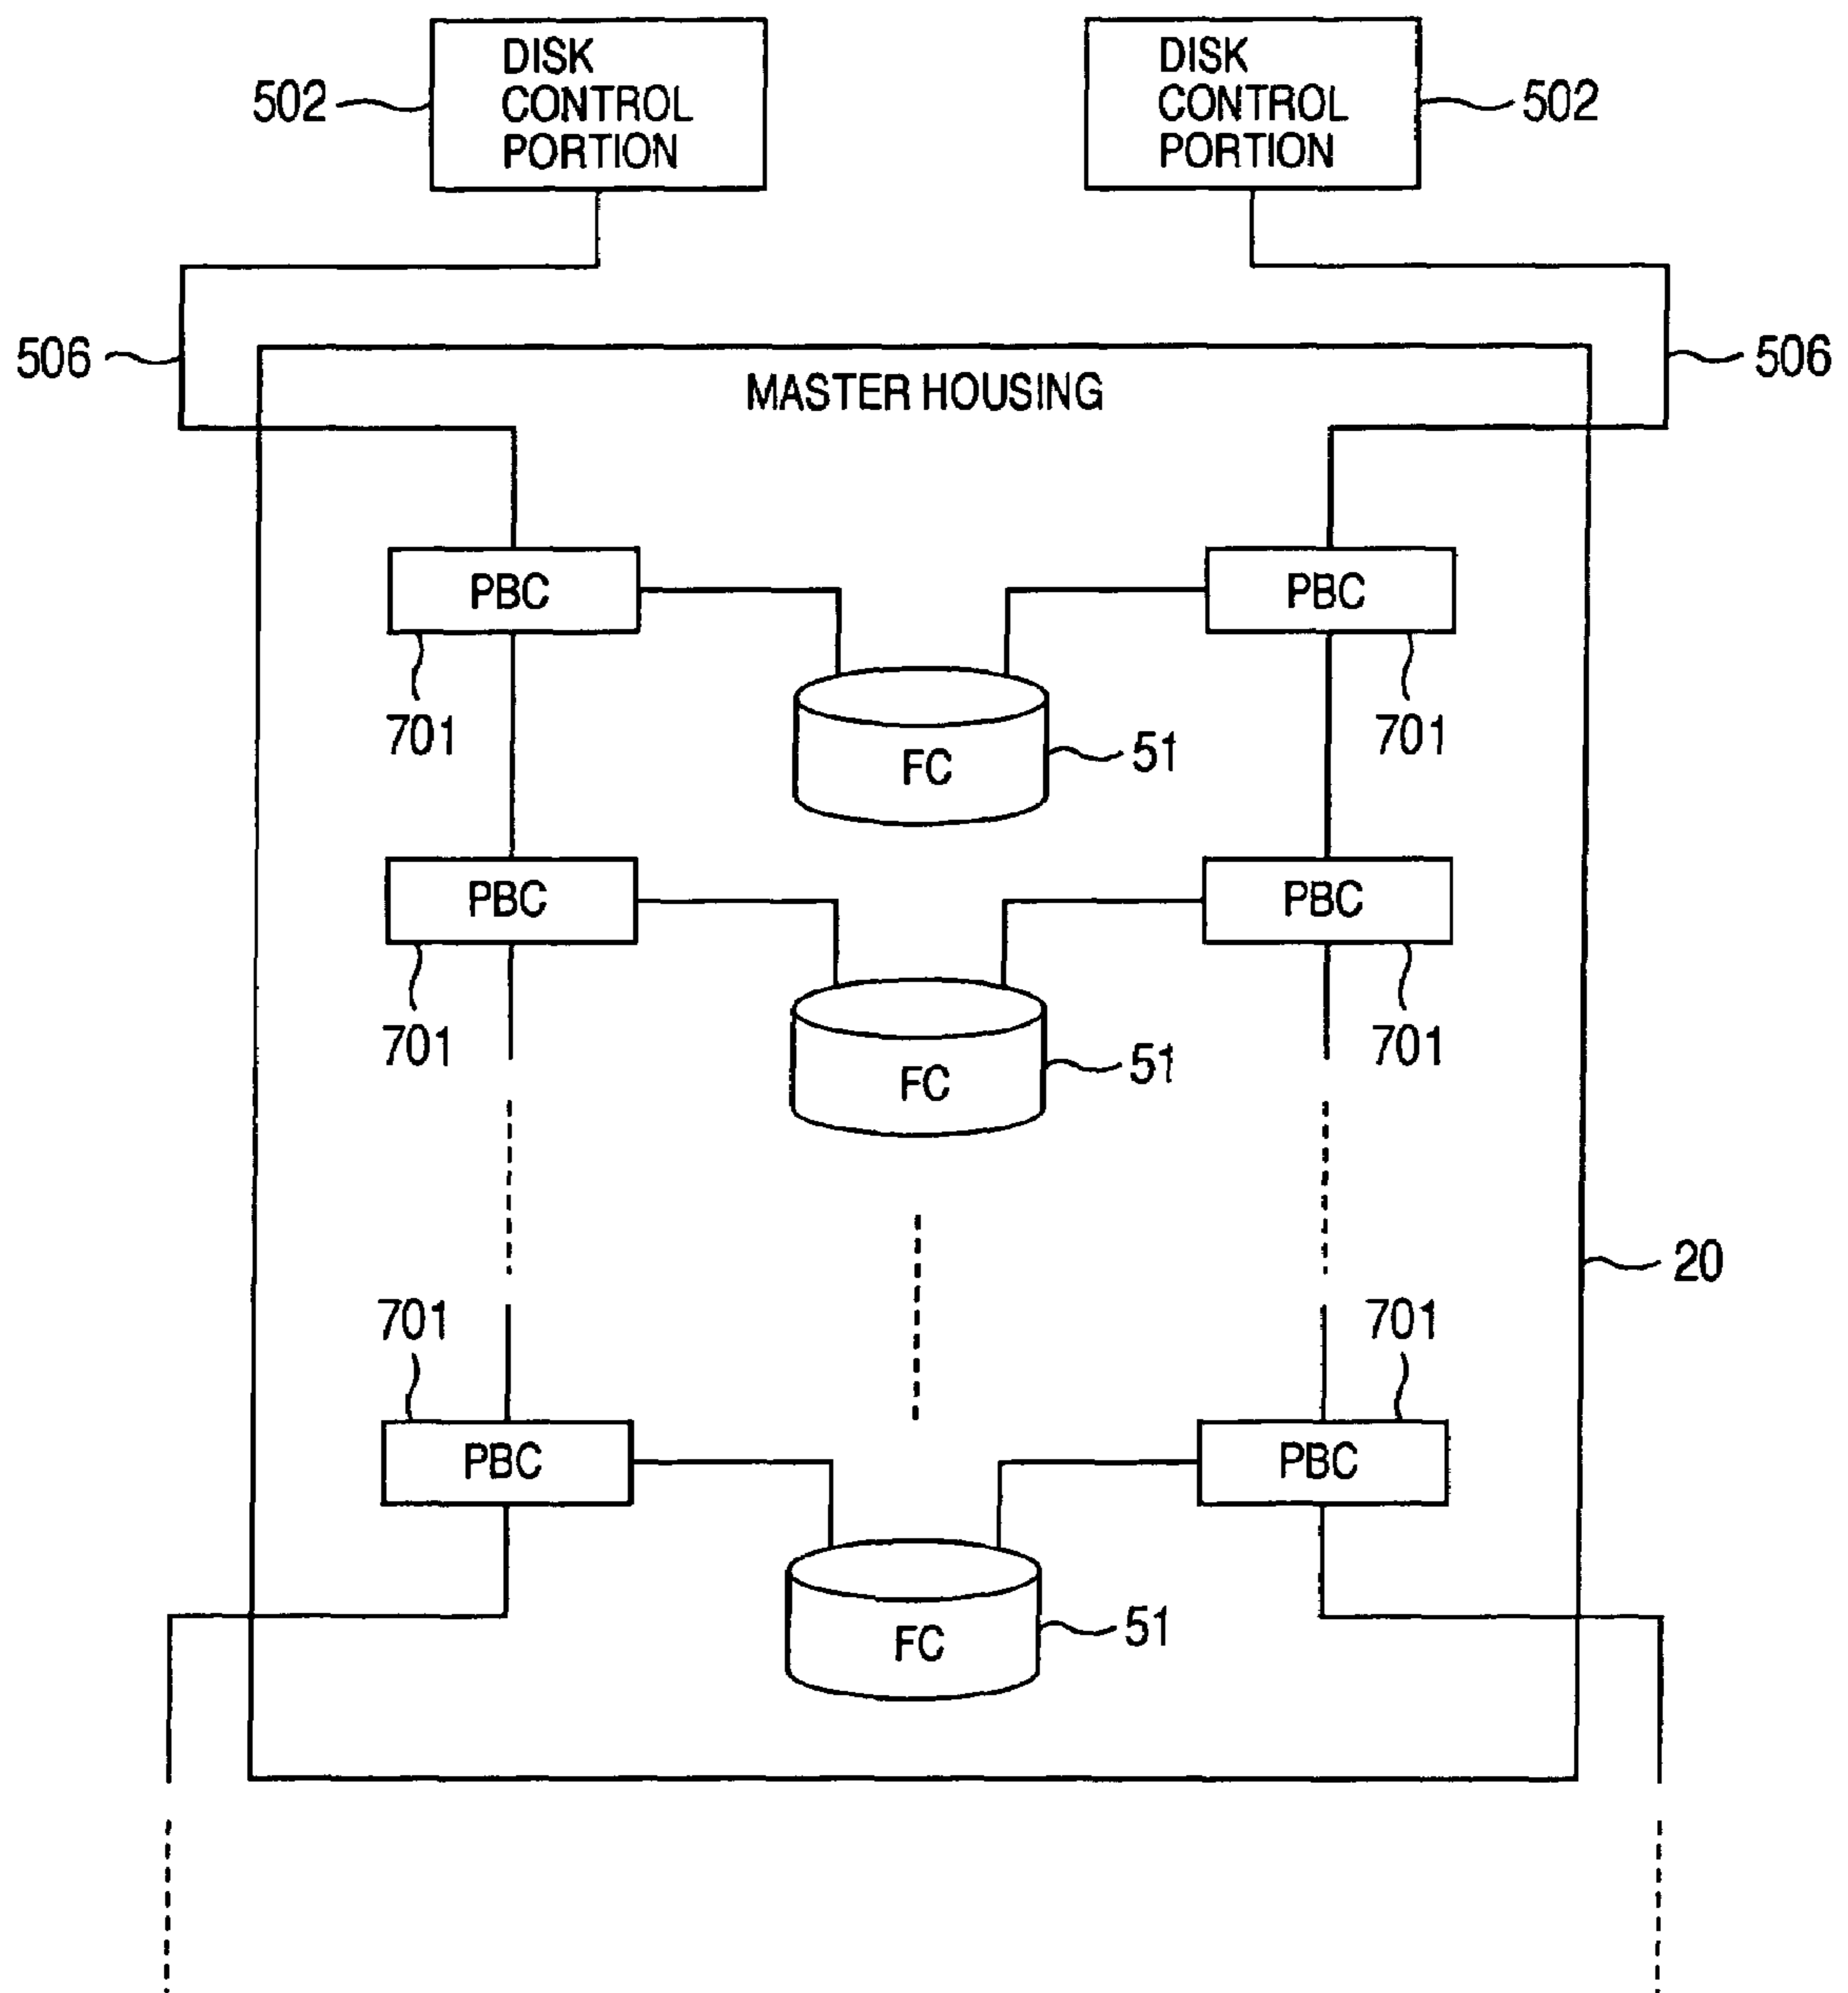 DISK
CONTROL
PORTION
502
DISK
CONTROL
PORTION
502
506
506
MASTER HOUSING
PBC
PBC
701
701
FC
51
PBC
PBC
701
701
FC
51
20
701
701
PBC
PBC
FC
51